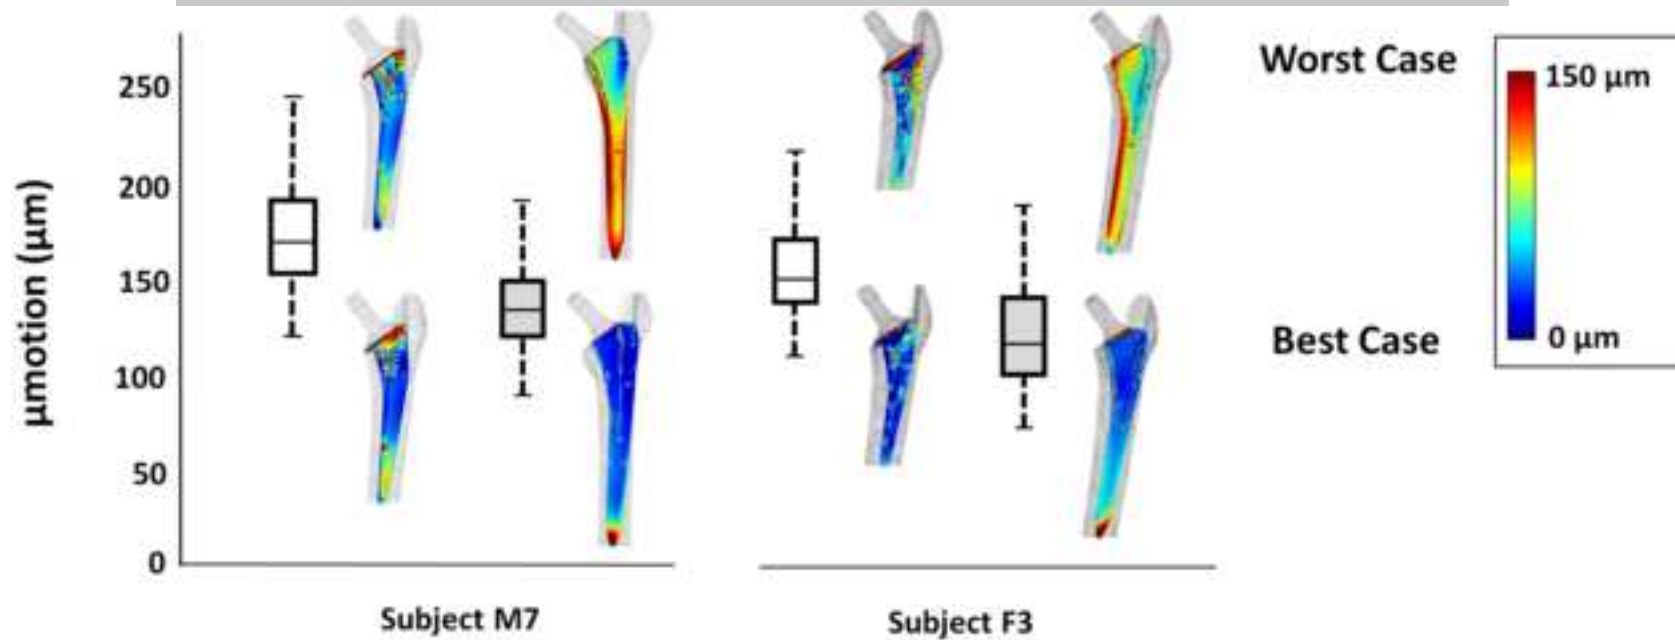 μmotion (μm)
250
200
150
100
50
0
Subject M7
Subject F3
Worst Case
Best Case
150 μm
0 μm